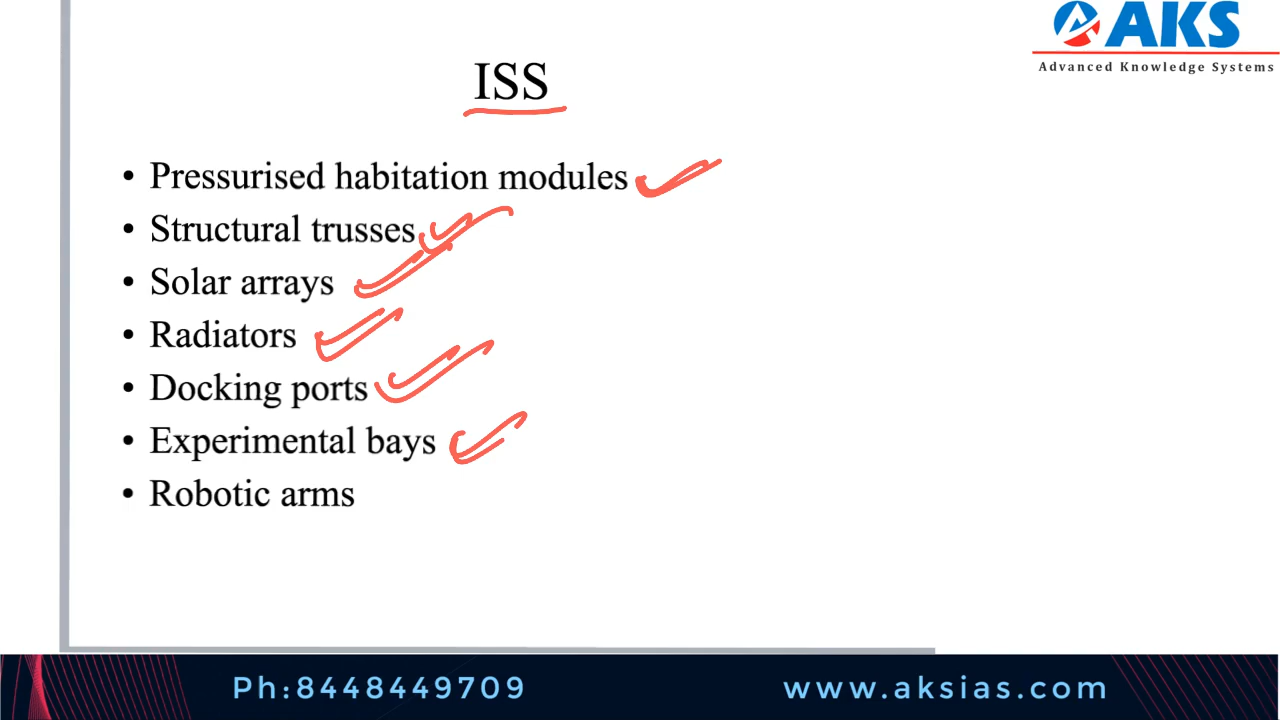 AKS
Advanced Knowledge Systems
ISS
• Pressurised habitation modules
• Structural trusses
• Solar arrays
• Radiators
• Docking ports
• Experimental bays
• Robotic arms
Ph:8448449709
www.aksias.com